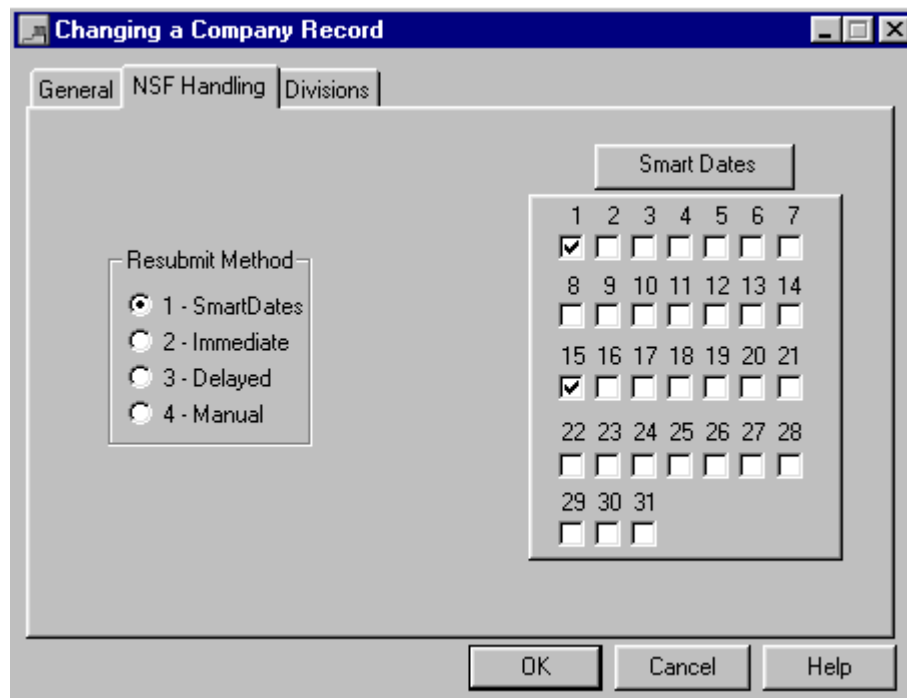 Changing a Company Record
General NSF Handling Divisions
Smart Dates
1 2 3 4 5 6 7
Resubmit Method
8 9 10 11 12 13 14
1 - SmartDates
2 - Immediate
15 16 17 18 19 20 21
3 - Delayed
4 - Manual
22 23 24 25 26 27 28
29 30 31
OK Cancel Help